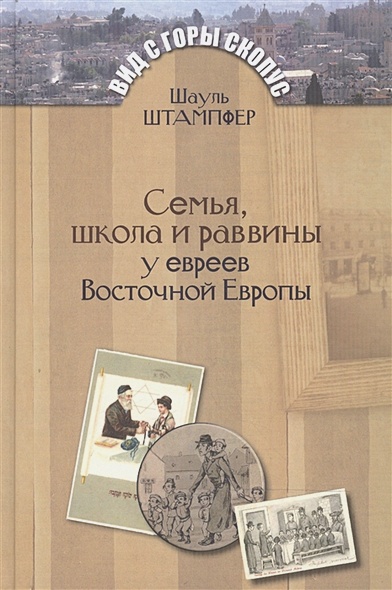 ВИД С ГОРЫ СКОПУС
Шауль
ШТАМПФЕР
Семья,
школа и раввины
у евреев
Восточной Европы